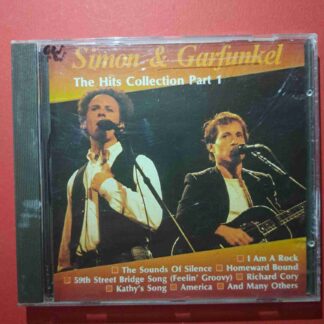 Simon & Garfunkel
The Hits Collection Part 1
I Am A Rock
The Sounds Of Silence Homeward Bound
59th Street Bridge Song (Feelin' Groovy) Richard Cory
Kathy's Song America And Many Others